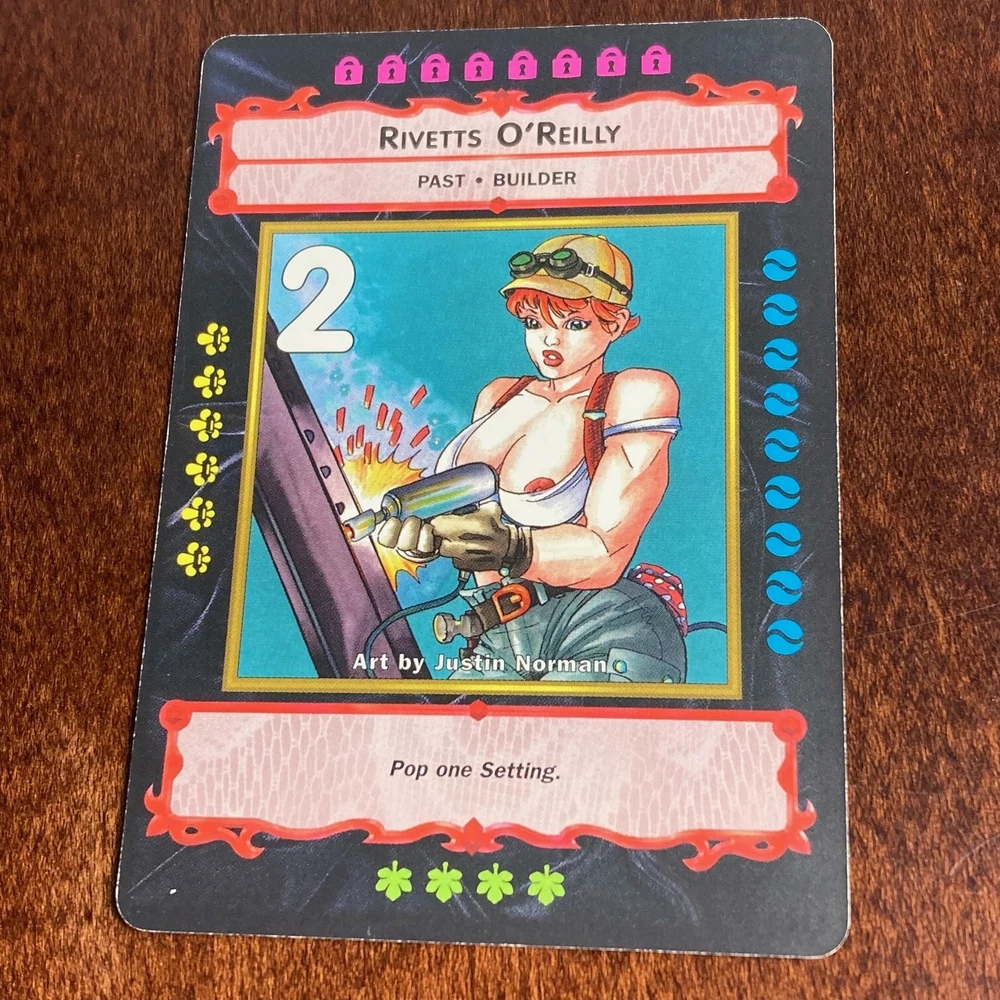 RIVETTS O'REILLY
PAST • BUILDER
2
Art by Justin Norman
Pop one Setting.